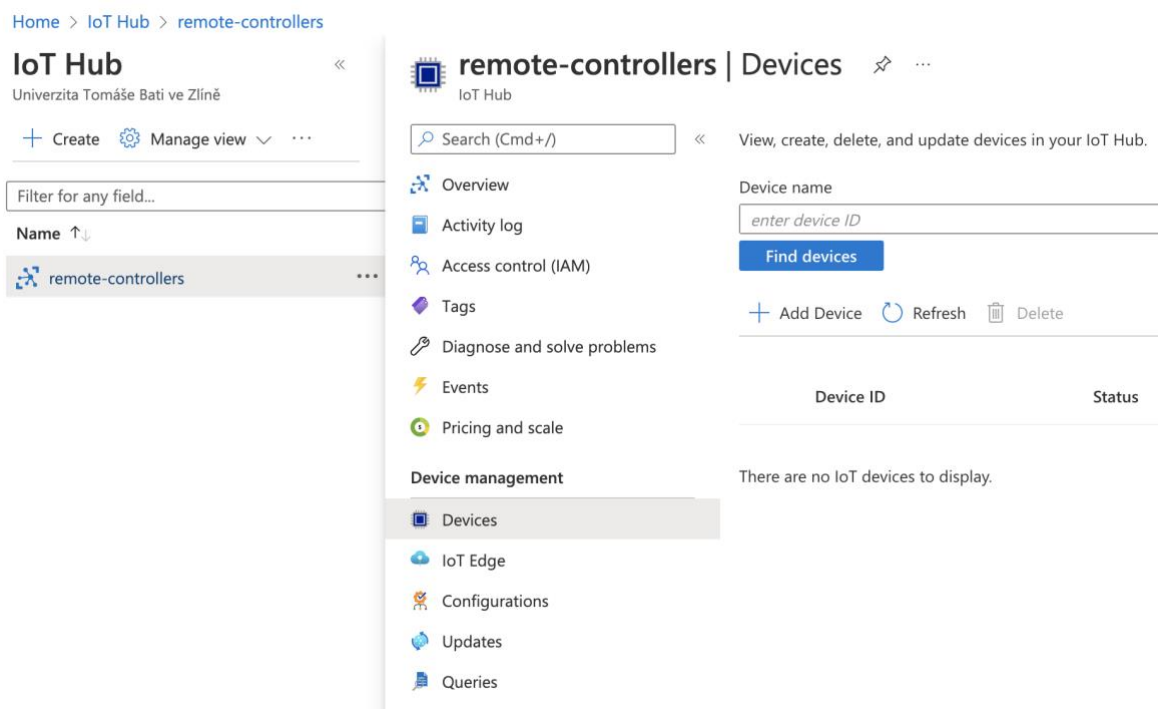 Home > IoT Hub > remote-controllers
IoT Hub
Univerzita Tomáše Bati ve Zlíně
Create Manage view
Filter for any field...
Name
remote-controllers
remote-controllers | Devices
IoT Hub
Search (Cmd+/)
Overview
Activity log
Access control (IAM)
Tags
Diagnose and solve problems
Events
Pricing and scale
Device management
Devices
IoT Edge
Configurations
Updates
Queries
View, create, delete, and update devices in your IoT Hub.
Device name
enter device ID
Find devices
Add Device Refresh Delete
Device ID Status
There are no IoT devices to display.